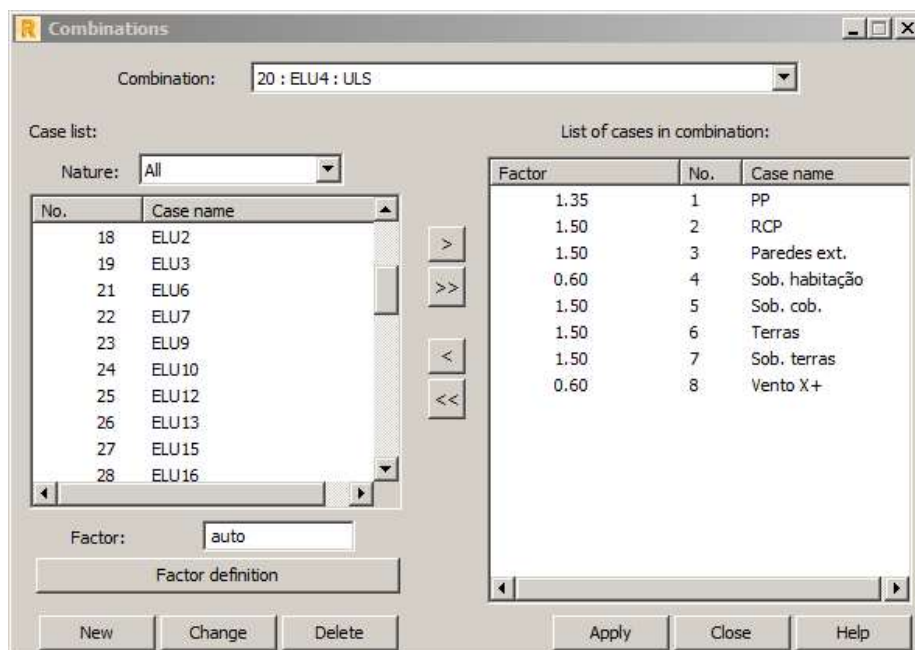 R Combinations
Combination: 20 : ELU4 : ULS
Case list:
Nature: All
No. Case name
18 ELU2
19 ELU3
21 ELU6
22 ELU7
23 ELU9
24 ELU10
25 ELU12
26 ELU13
27 ELU15
28 ELU16
Factor: auto
Factor definition
New Change Delete
> 
>>
<
<<
List of cases in combination:
Factor No. Case name
1.35 1 PP
1.50 2 RCP
1.50 3 Paredes ext.
0.60 4 Sob. habitação
1.50 5 Sob. cob.
1.50 6 Terras
1.50 7 Sob. terras
0.60 8 Vento X+
Apply Close Help